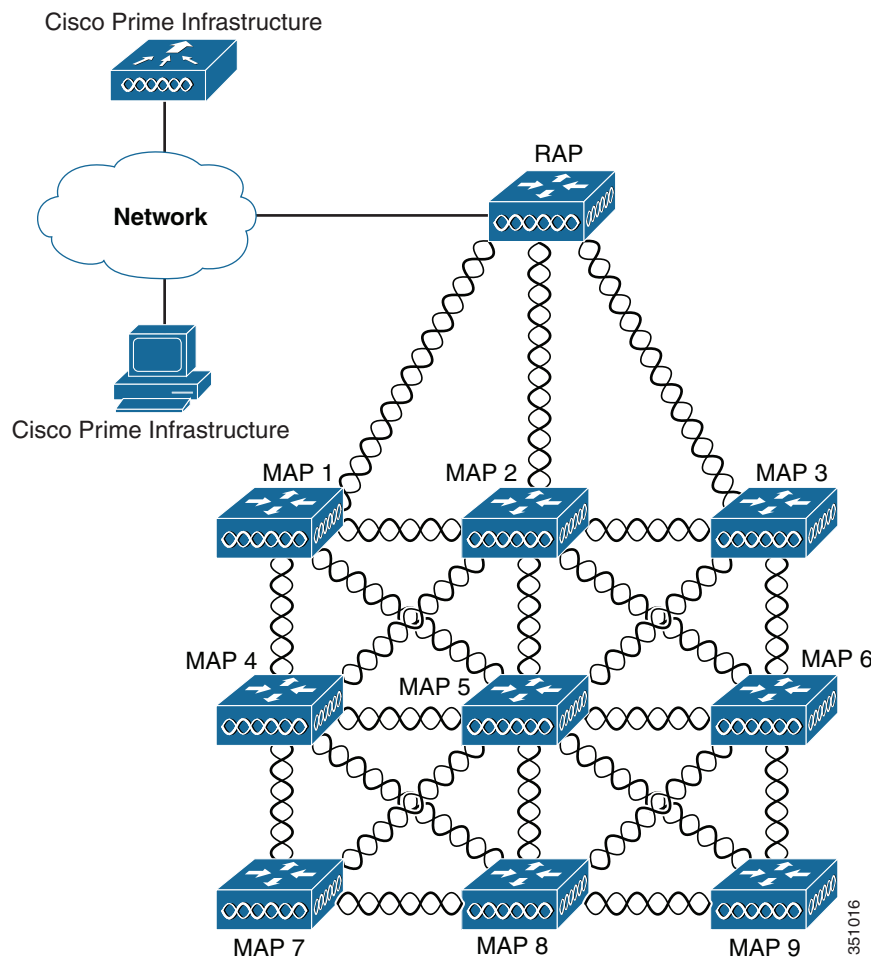 Cisco Prime Infrastructure
RAP
Network
Cisco Prime Infrastructure
MAP 1
MAP 2
MAP 3
MAP 4
MAP 5
MAP 6
MAP 7
MAP 8
MAP 9
351016